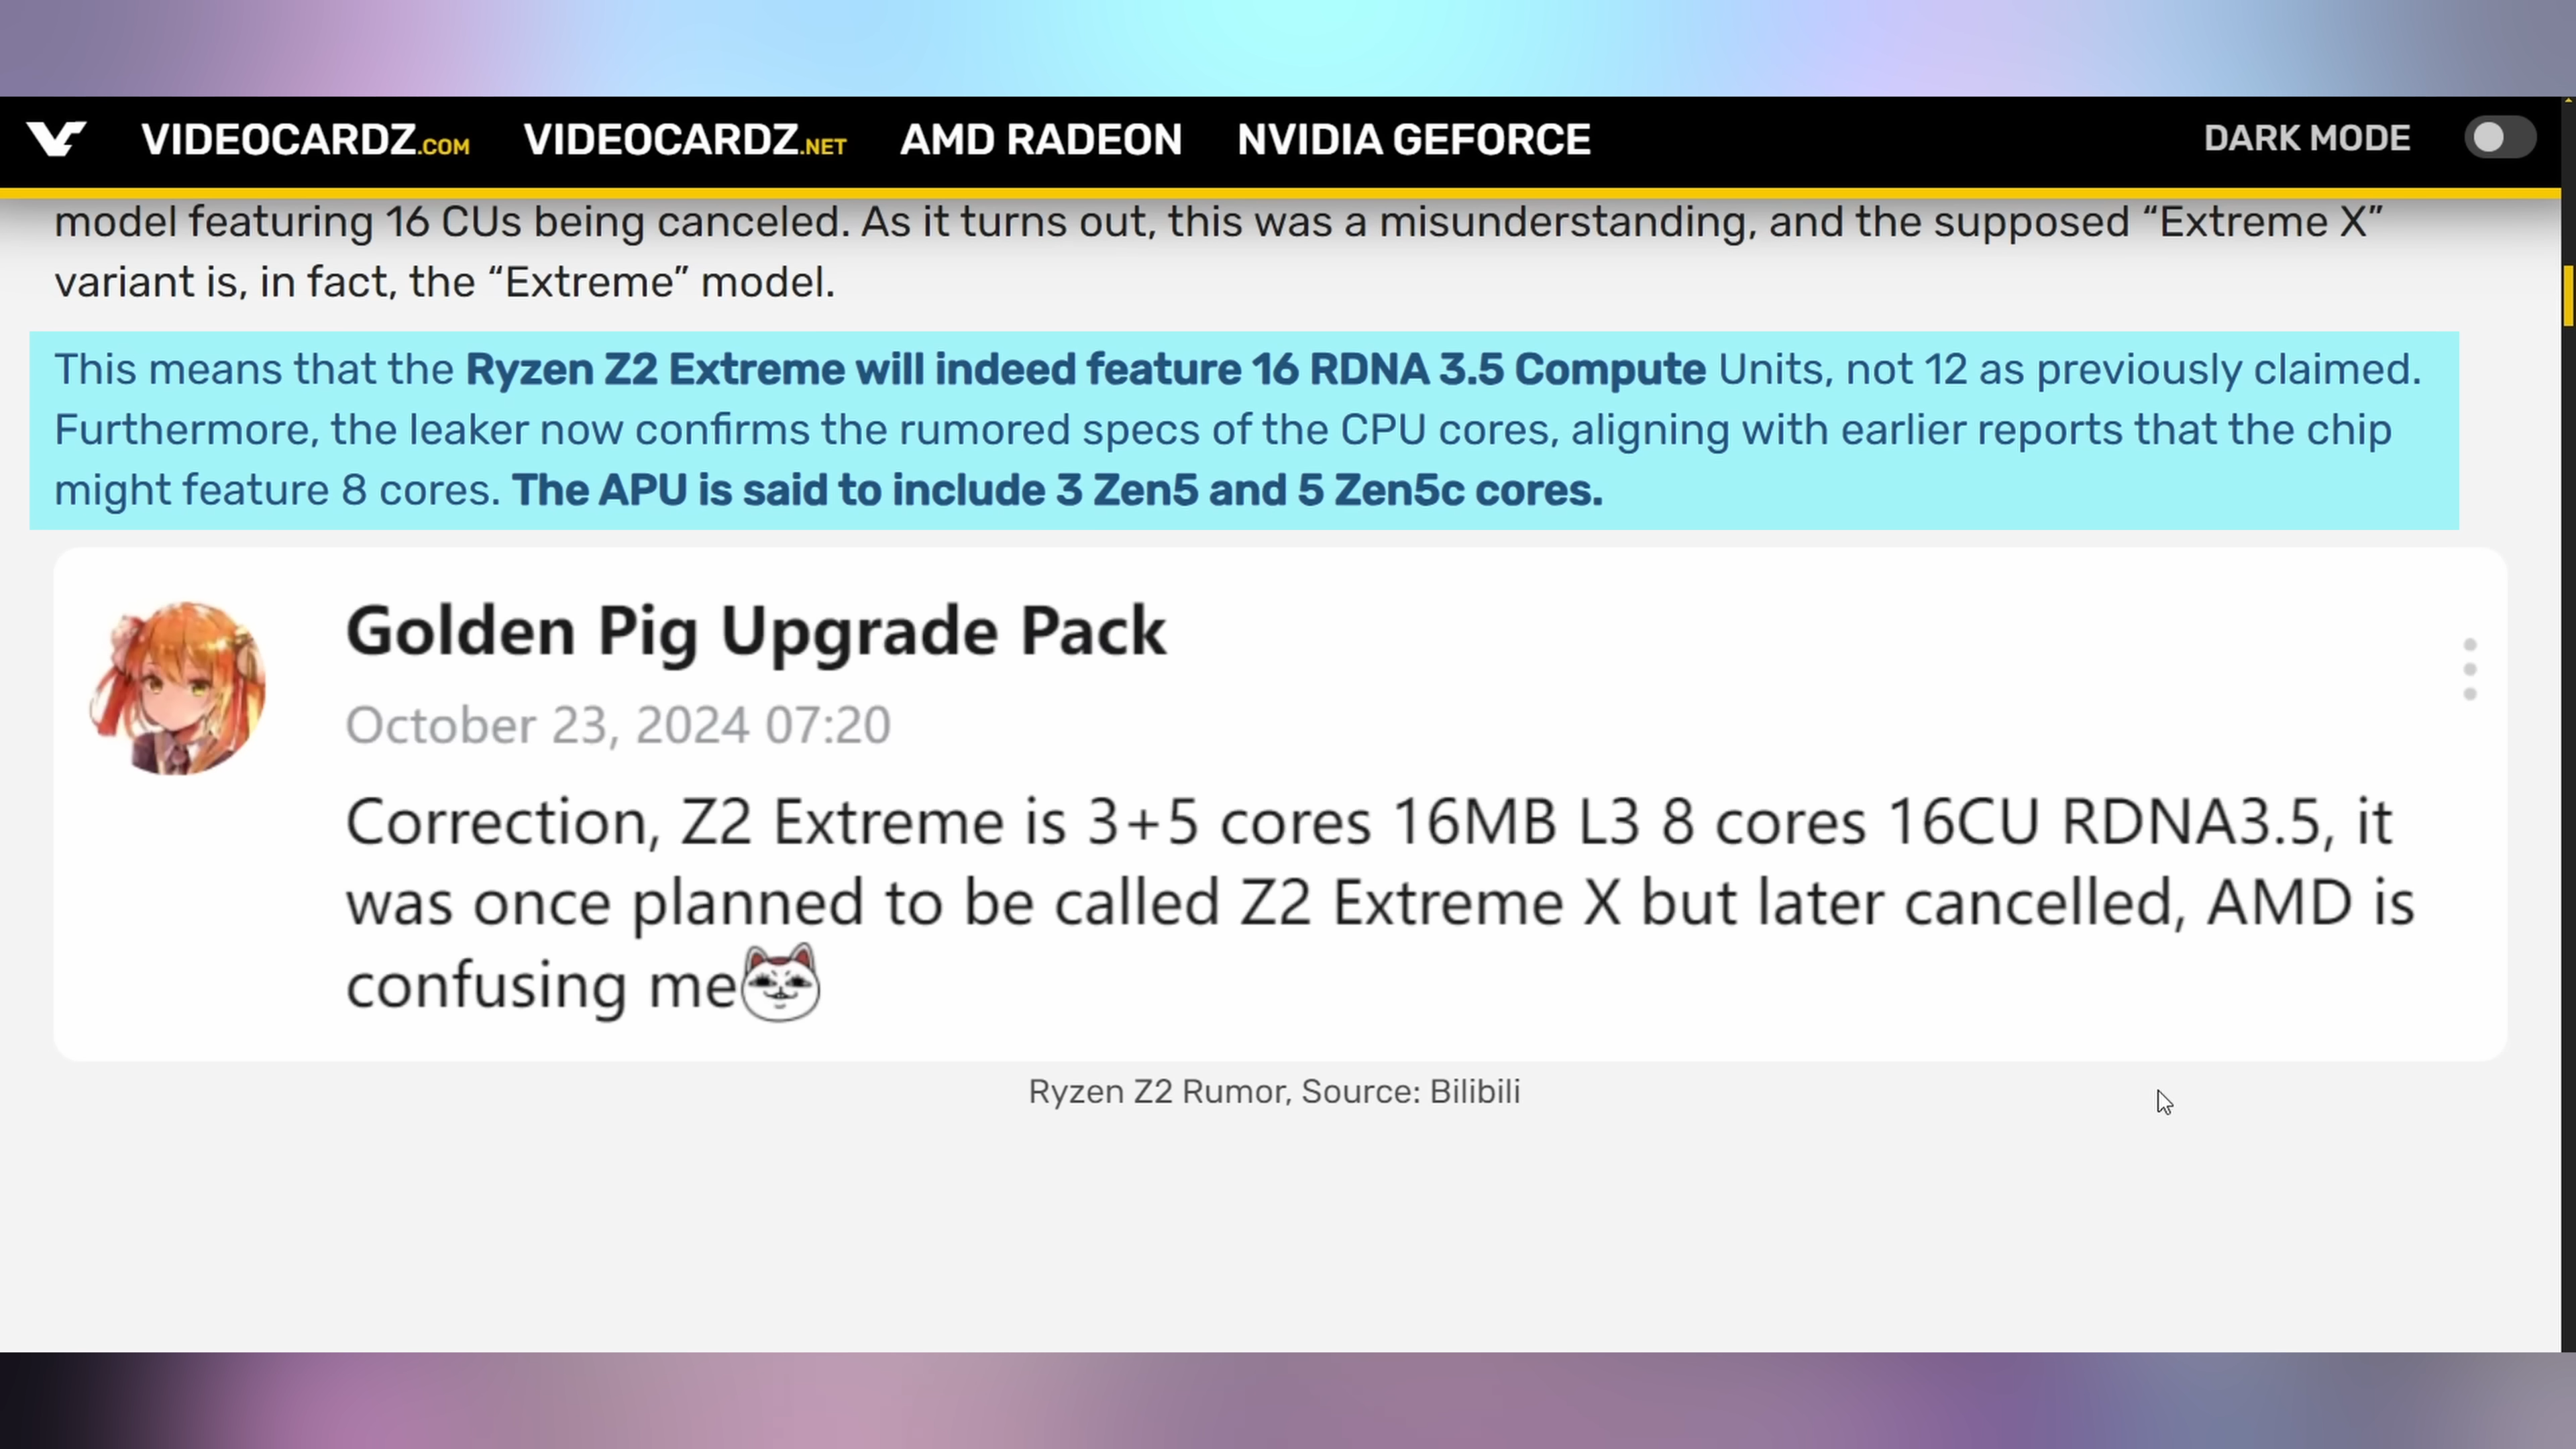 VIDEOCARDZ.COM VIDEOCARDZ.NET AMD RADEON NVIDIA GEFORCE DARK MODE
model featuring 16 CUs being canceled. As it turns out, this was a misunderstanding, and the supposed “Extreme X”
variant is, in fact, the “Extreme” model.
This means that the Ryzen Z2 Extreme will indeed feature 16 RDNA 3.5 Compute Units, not 12 as previously claimed.
Furthermore, the leaker now confirms the rumored specs of the CPU cores, aligning with earlier reports that the chip
might feature 8 cores. The APU is said to include 3 Zen5 and 5 Zen5c cores.
Golden Pig Upgrade Pack
October 23, 2024 07:20
Correction, Z2 Extreme is 3+5 cores 16MB L3 8 cores 16CU RDNA3.5, it
was once planned to be called Z2 Extreme X but later cancelled, AMD is
confusing me
Ryzen Z2 Rumor, Source: Bilibili